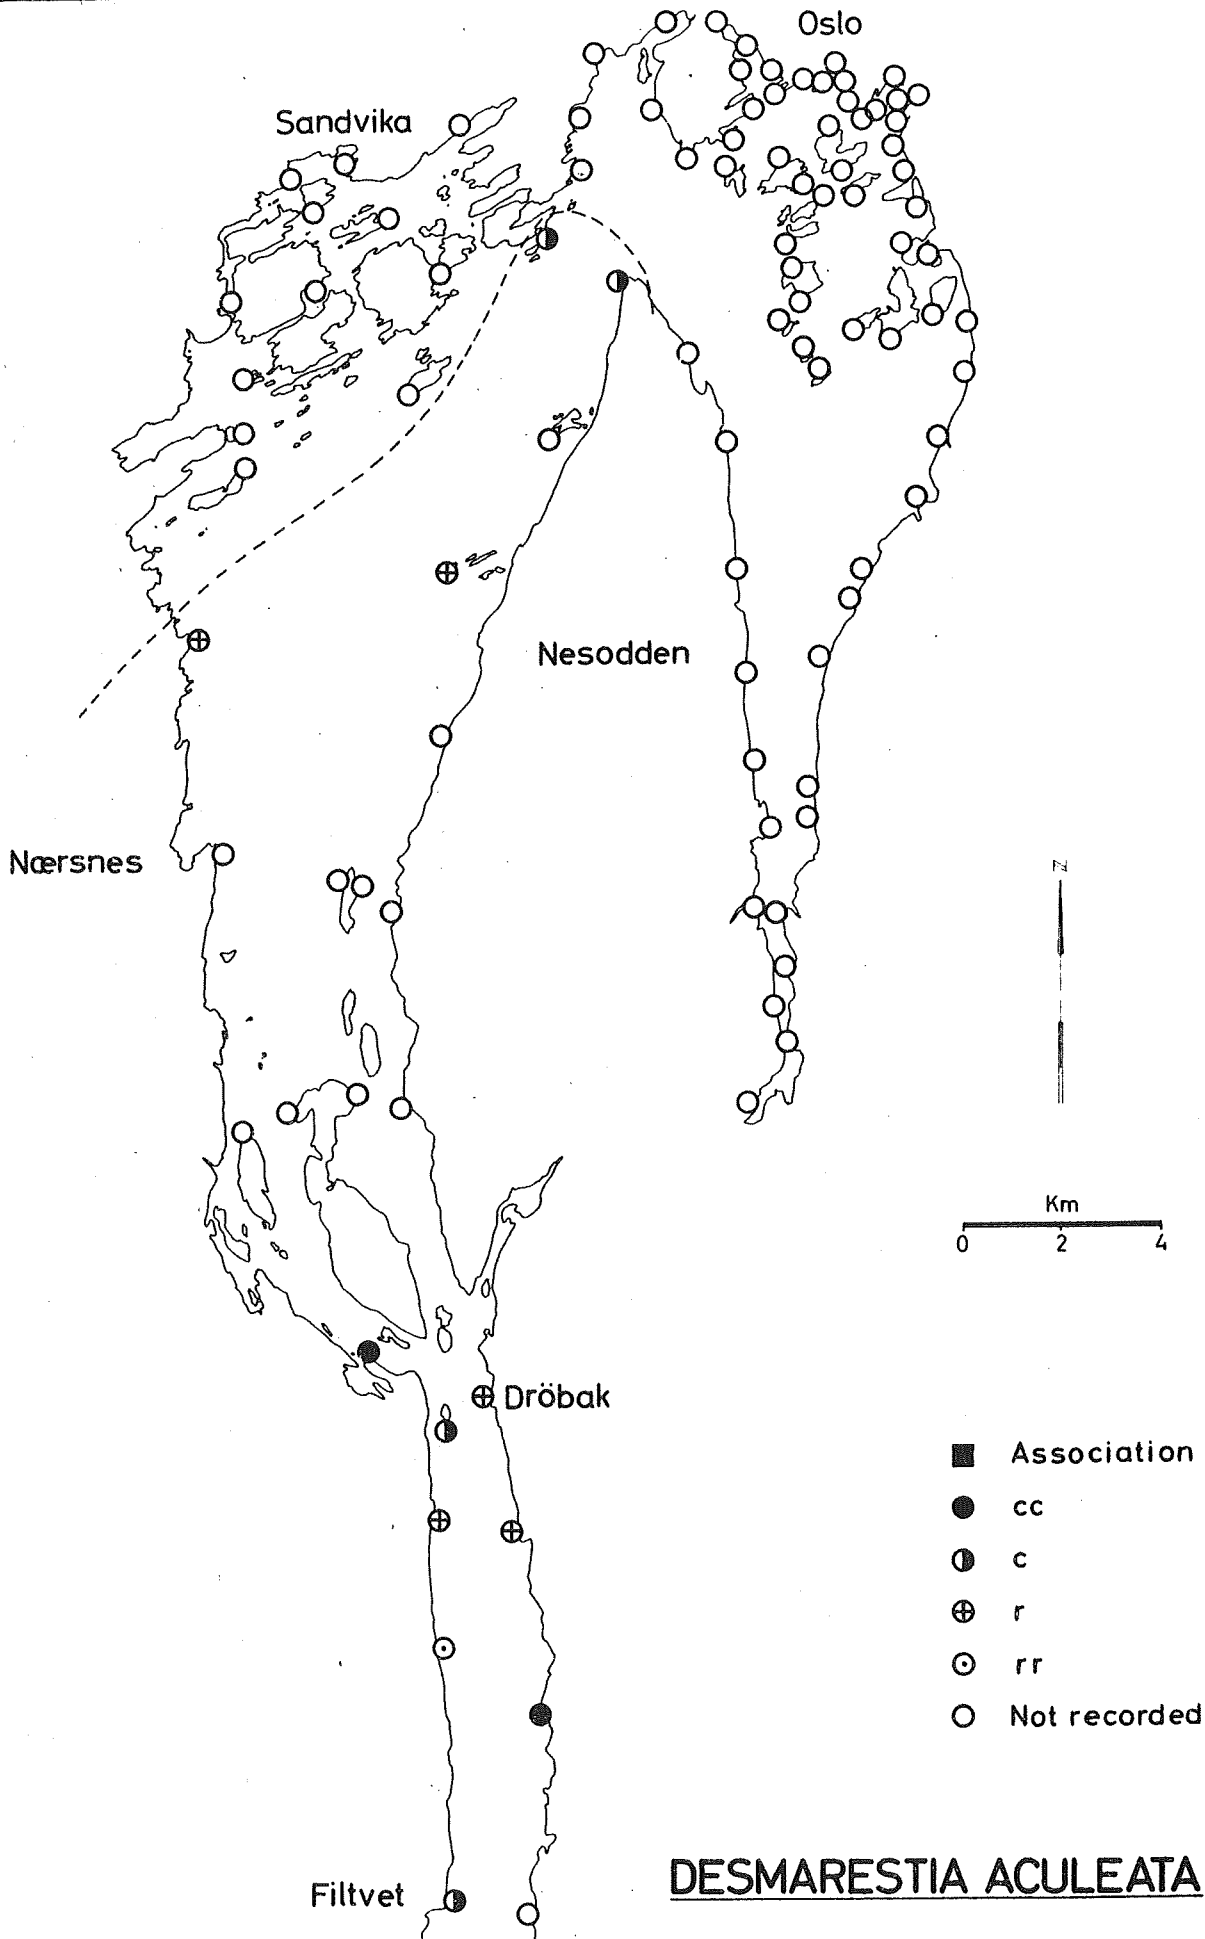 Oslo
Sandvika
Nesodden
Nærsnes
N
Km
0 2 4
Dröbak
Association
cc
c
r
rr
Not recorded
Filtvet
DESMARESTIA ACULEATA